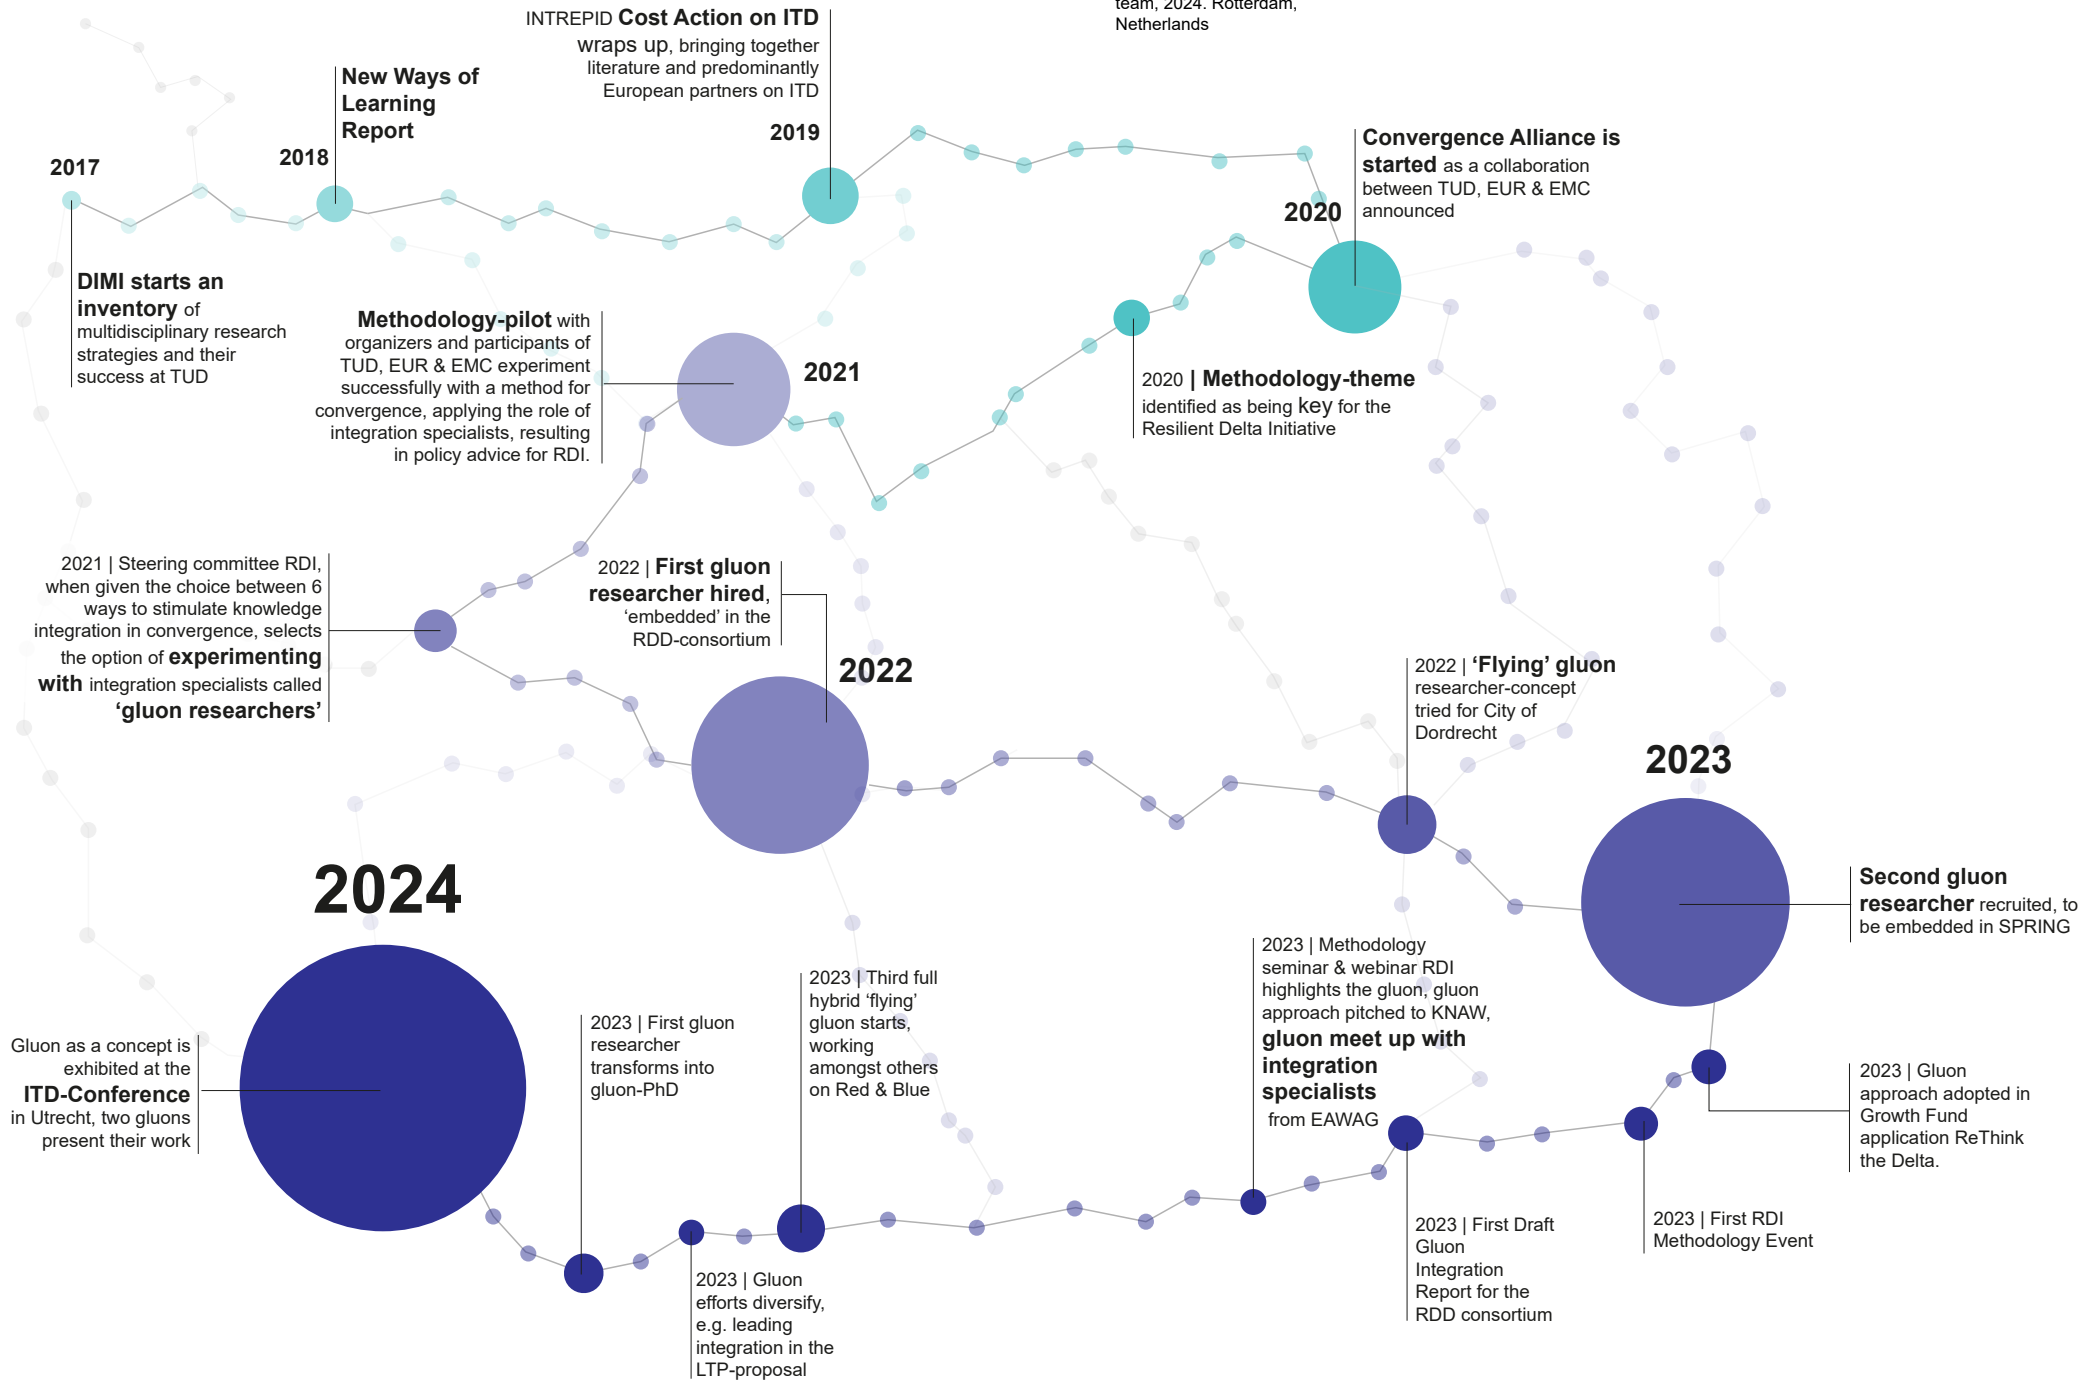 team, 2024. Rotterdam,
Netherlands
INTREPID Cost Action on ITD
wraps up, bringing together
literature and predominantly
European partners on ITD
2019
New Ways of
Learning
Report
2018
2017
DIMI starts an
inventory of
multidisciplinary research
strategies and their
success at TUD
Convergence Alliance is
started as a collaboration
between TUD, EUR & EMC
announced
2020
2020 | Methodology-theme
identified as being key for the
Resilient Delta Initiative
Methodology-pilot with
organizers and participants of
TUD, EUR & EMC experiment
successfully with a method for
convergence, applying the role of
integration specialists, resulting
in policy advice for RDI.
2021
2021 | Steering committee RDI,
when given the choice between 6
ways to stimulate knowledge
integration in convergence, selects
the option of experimenting
with integration specialists called
‘gluon researchers’
2022 | First gluon
researcher hired,
‘embedded’ in the
RDD-consortium
2022
2022 | ‘Flying’ gluon
researcher-concept
tried for City of
Dordrecht
2023
Second gluon
researcher recruited, to
be embedded in SPRING
2023 | Gluon
approach adopted in
Growth Fund
application ReThink
the Delta.
2023 | First RDI
Methodology Event
2023 | First Draft
Gluon
Integration
Report for the
RDD consortium
2023 | Methodology
seminar & webinar RDI
highlights the gluon, gluon
approach pitched to KNAW,
gluon meet up with
integration
specialists
from EAWAG
2023 | Third full
hybrid ‘flying’
gluon starts,
working
amongst others
on Red & Blue
2023 | Gluon
efforts diversify,
e.g. leading
integration in the
LTP-proposal
2023 | First gluon
researcher
transforms into
gluon-PhD
2024
Gluon as a concept is
exhibited at the
ITD-Conference
in Utrecht, two gluons
present their work